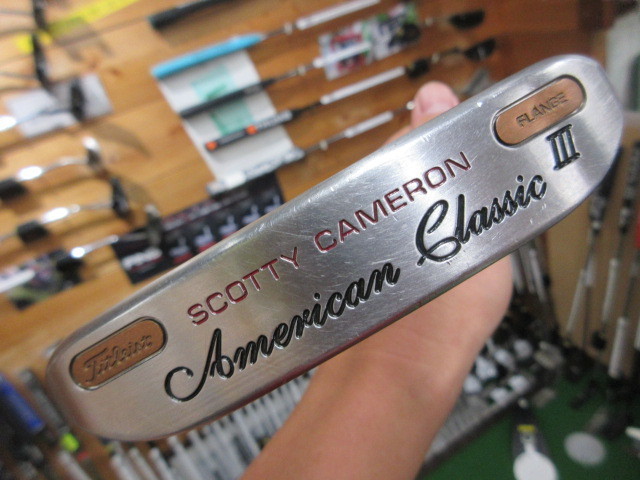 SCOTTY CAMERON
American Classic III
Titleist
FLANGE